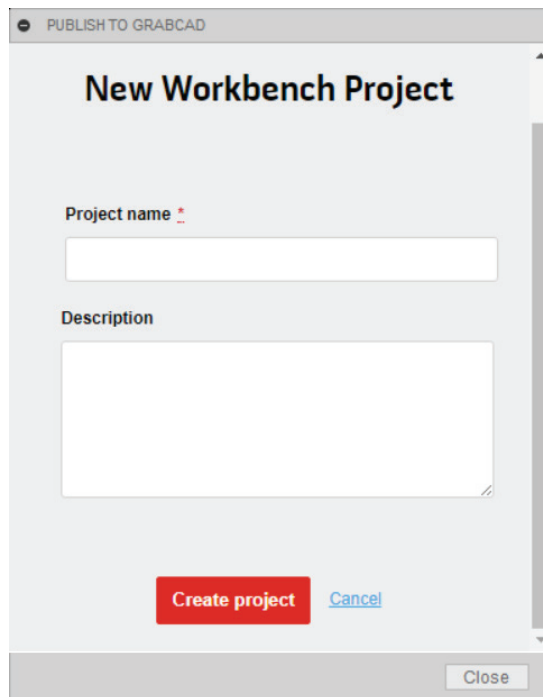 PUBLISH TO GRABCAD
New Workbench Project
Project name *
Description
Create project Cancel
Close